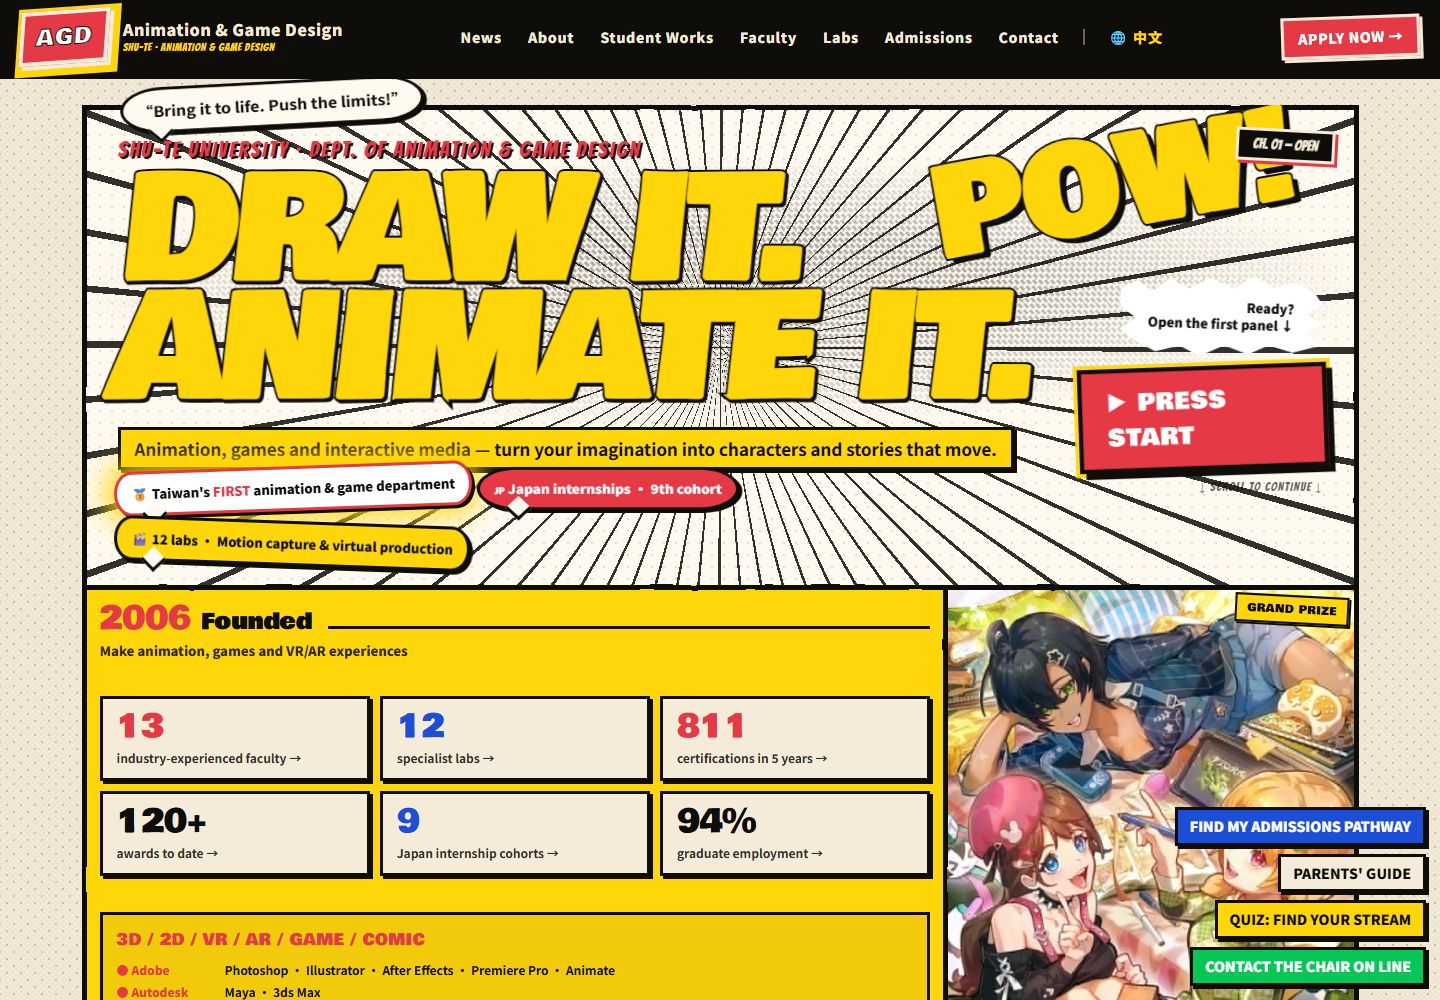 AGD
Animation & Game Design
SHU-TE · ANIMATION & GAME DESIGN
News
About
Student Works
Faculty
Labs
Admissions
Contact
中文
APPLY NOW →
“Bring it to life. Push the limits!”
SHU-TE UNIVERSITY · DEPT. OF ANIMATION & GAME DESIGN
DRAW IT.
ANIMATE IT.
POW!
CH. 01 — OPEN
Ready?
Open the first panel ↓
▶ PRESS
START
↓ SCROLL TO CONTINUE ↓
Animation, games and interactive media — turn your imagination into characters and stories that move.
Taiwan's FIRST animation & game department
JP Japan internships • 9th cohort
12 labs • Motion capture & virtual production
2006 Founded
Make animation, games and VR/AR experiences
13
industry-experienced faculty →
12
specialist labs →
811
certifications in 5 years →
120+
awards to date →
9
Japan internship cohorts →
94%
graduate employment →
3D / 2D / VR / AR / GAME / COMIC
Adobe Photoshop • Illustrator • After Effects • Premiere Pro • Animate
Autodesk Maya • 3ds Max
GRAND PRIZE
FIND MY ADMISSIONS PATHWAY
PARENTS' GUIDE
QUIZ: FIND YOUR STREAM
CONTACT THE CHAIR ON LINE